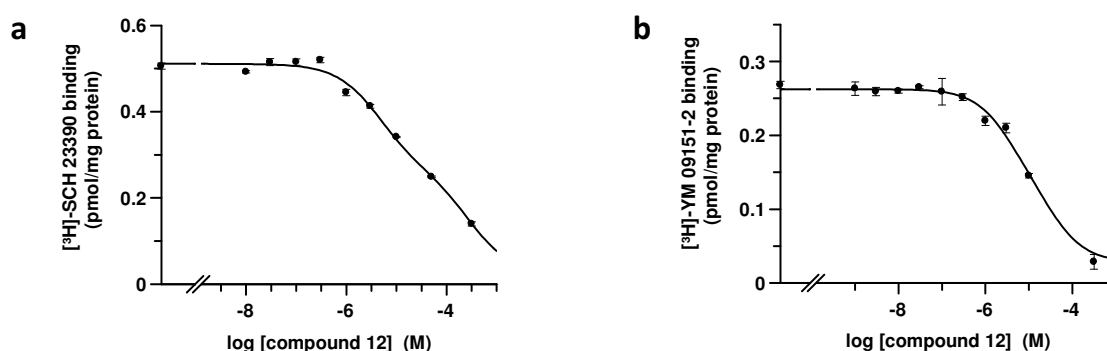 a
[³H]-SCH 23390 binding
(pmol/mg protein)
0.6
0.4
0.2
0
-8
-6
-4
log [compound 12] (M)
b
[³H]-YM 09151-2 binding
(pmol/mg protein)
0.3
0.2
0.1
0
-8
-6
-4
log [compound 12] (M)